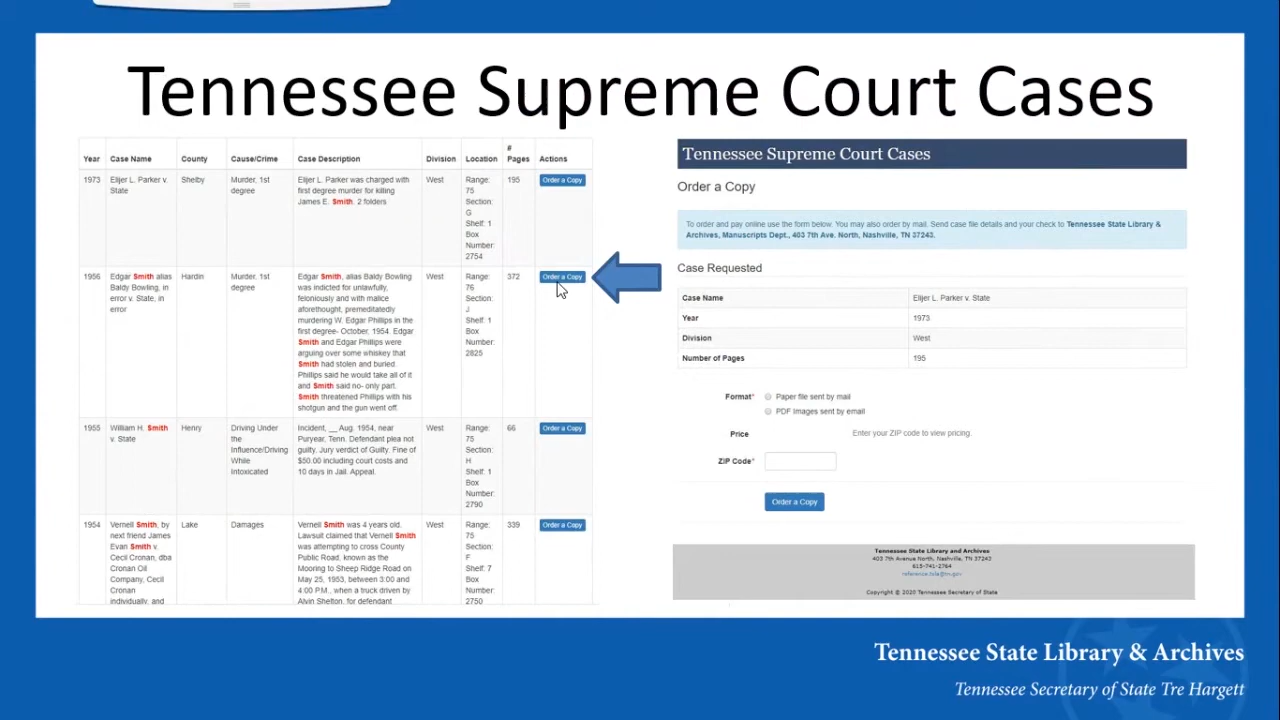 Tennessee Supreme Court Cases
Year Case Name County Cause/Crime Case Description Division Location # Pages Actions
1973
Elijer L. Parker v.
State
Shelby
Murder, 1st
degree
Elijer L. Parker was charged with
first degree murder for killing
James E. Smith. 2 folders
West
Range:
75
Section:
G
Shelf: 1
Box
Number:
2754
195
Order a Copy
1956
Edgar Smith alias
Baldy Bowling, in
error v. State, in
error
Hardin
Murder, 1st
degree
Edgar Smith, alias Baldy Bowling
was indicted for unlawfully,
feloniously and with malice
aforethought, premeditatedly
murdering W. Edgar Phillips in the
first degree- October, 1954. Edgar
Smith and Edgar Phillips were
arguing over some whiskey that
Smith had stolen and buried.
Phillips said he would take all of it
and Smith said no- only part.
Smith threatened Phillips with his
shotgun and the gun went off.
West
Range:
76
Section:
J
Shelf: 1
Box
Number:
2825
372
Order a Copy
1955
William H. Smith
v. State
Henry
Driving Under
the
Influence/Driving
While
Intoxicated
Incident, __ Aug. 1954, near
Puryear, Tenn. Defendant plea not
guilty. Jury verdict of Guilty. Fine of
$50.00 including court costs and
10 days in Jail. Appeal.
West
Range:
75
Section:
H
Shelf: 1
Box
Number:
2790
66
Order a Copy
1954
Vernell Smith, by
next friend James
Evan Smith v.
Cecil Cronan, dba
Cronan Oil
Company, Cecil
Cronan
individually, and
Lake
Damages
Vernell Smith was 4 years old.
Lawsuit claimed that Vernell Smith
was attempting to cross County
Public Road, known as the
Mooring to Sheep Ridge Road on
May 25, 1953, between 3:00 and
4:00 P.M., when a truck driven by
Alvin Shelton, for defendant
West
Range:
75
Section:
F
Shelf: 7
Box
Number:
2750
339
Order a Copy
Tennessee Supreme Court Cases
Order a Copy
To order and pay online use the form below. You may also order by mail. Send case file details and your check to Tennessee State Library &
Archives, Manuscripts Dept., 403 7th Ave. North, Nashville, TN 37243.
Case Requested
Case Name Elijer L. Parker v. State
Year 1973
Division West
Number of Pages 195
Format* Paper file sent by mail
PDF Images sent by email
Price Enter your ZIP code to view pricing.
ZIP Code*
Order a Copy
Tennessee State Library and Archives
403 7th Avenue North, Nashville, TN 37243
615-741-2764
reference.tsla@tn.gov
Copyright © 2020 Tennessee Secretary of State
Tennessee State Library & Archives
Tennessee Secretary of State Tre Hargett